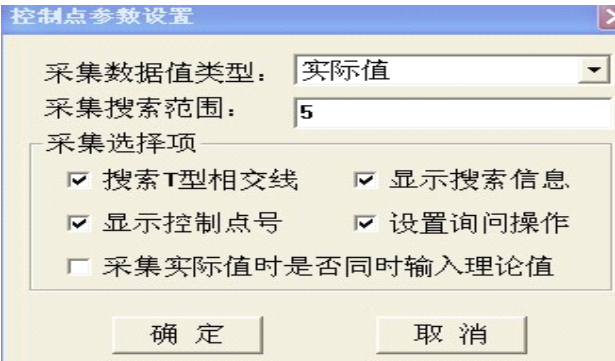 控制点参数设置
采集数据值类型： 实际值
采集搜索范围： 5
采集选择项
搜索T型相交线 显示搜索信息
显示控制点号 设置询问操作
采集实际值时是否同时输入理论值
确 定 取 消